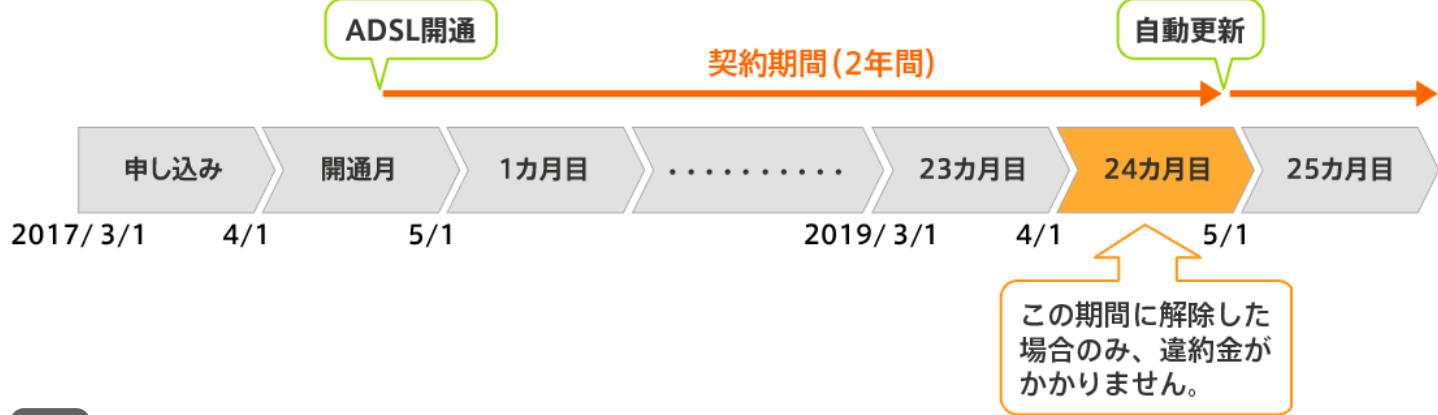 ADSL開通
自動更新
契約期間(2年間)
申し込み
開通月
1カ月目
・・・・・・・・・・
23カ月目
24カ月目
25カ月目
2017/ 3/1
4/1
5/1
2019/ 3/1
4/1
5/1
この期間に解除した
場合のみ、違約金が
かかりません。